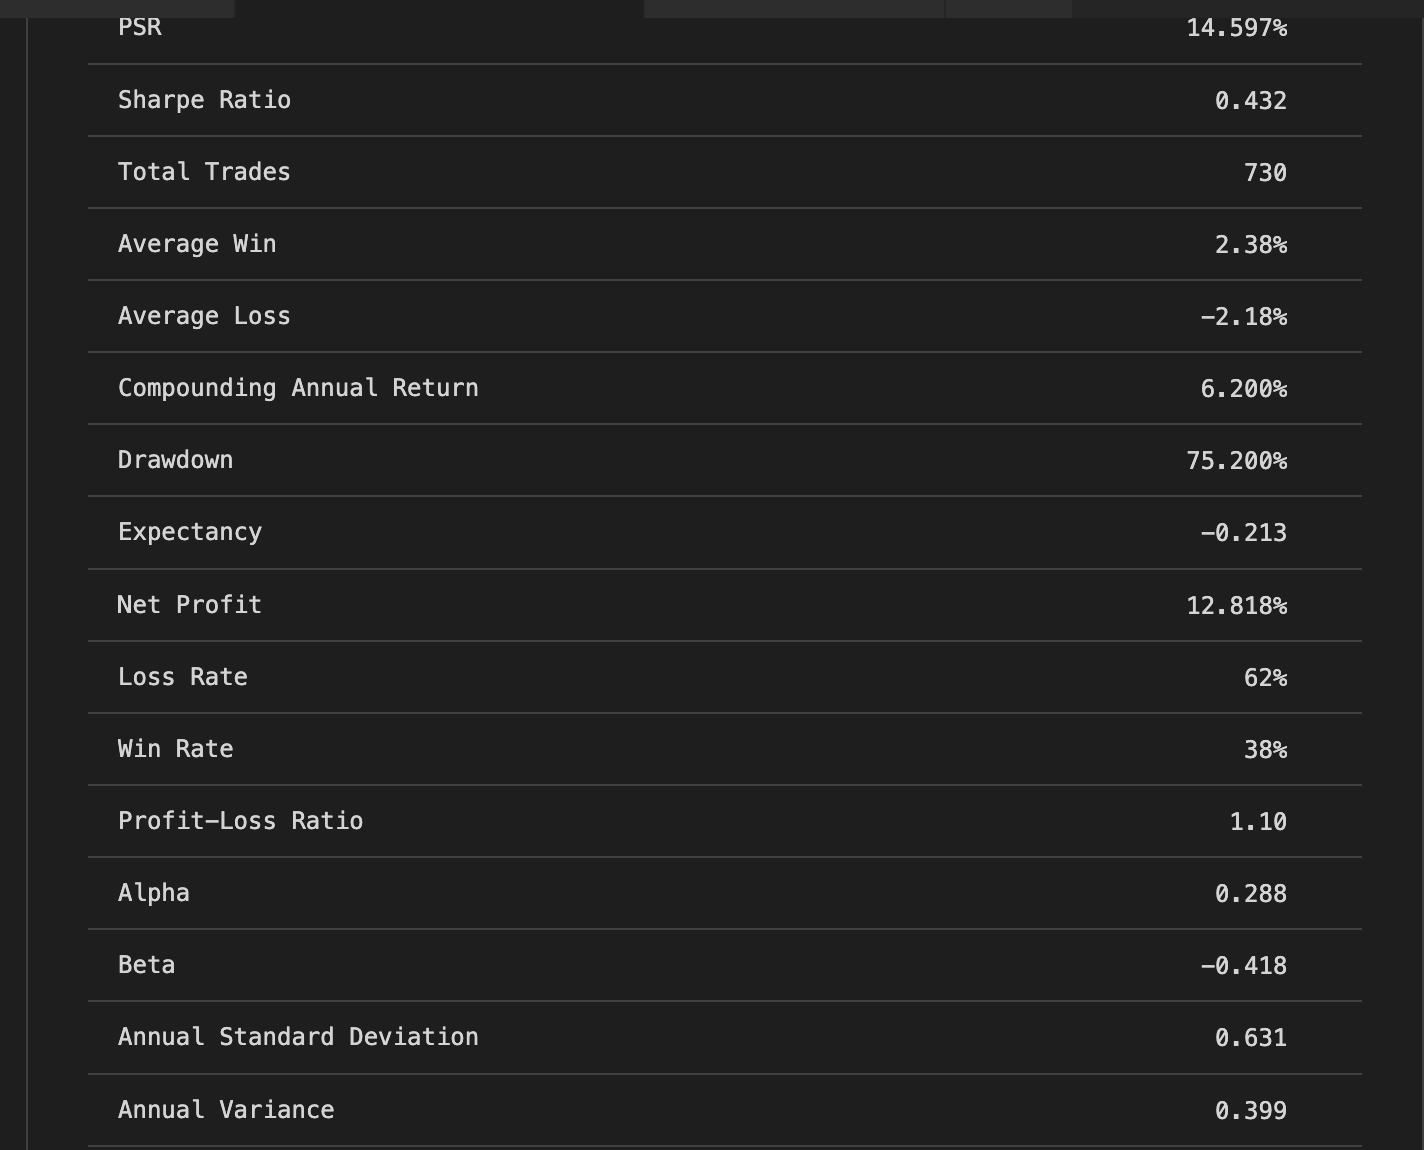 PSR 14.597%
Sharpe Ratio 0.432
Total Trades 730
Average Win 2.38%
Average Loss -2.18%
Compounding Annual Return 6.200%
Drawdown 75.200%
Expectancy -0.213
Net Profit 12.818%
Loss Rate 62%
Win Rate 38%
Profit-Loss Ratio 1.10
Alpha 0.288
Beta -0.418
Annual Standard Deviation 0.631
Annual Variance 0.399